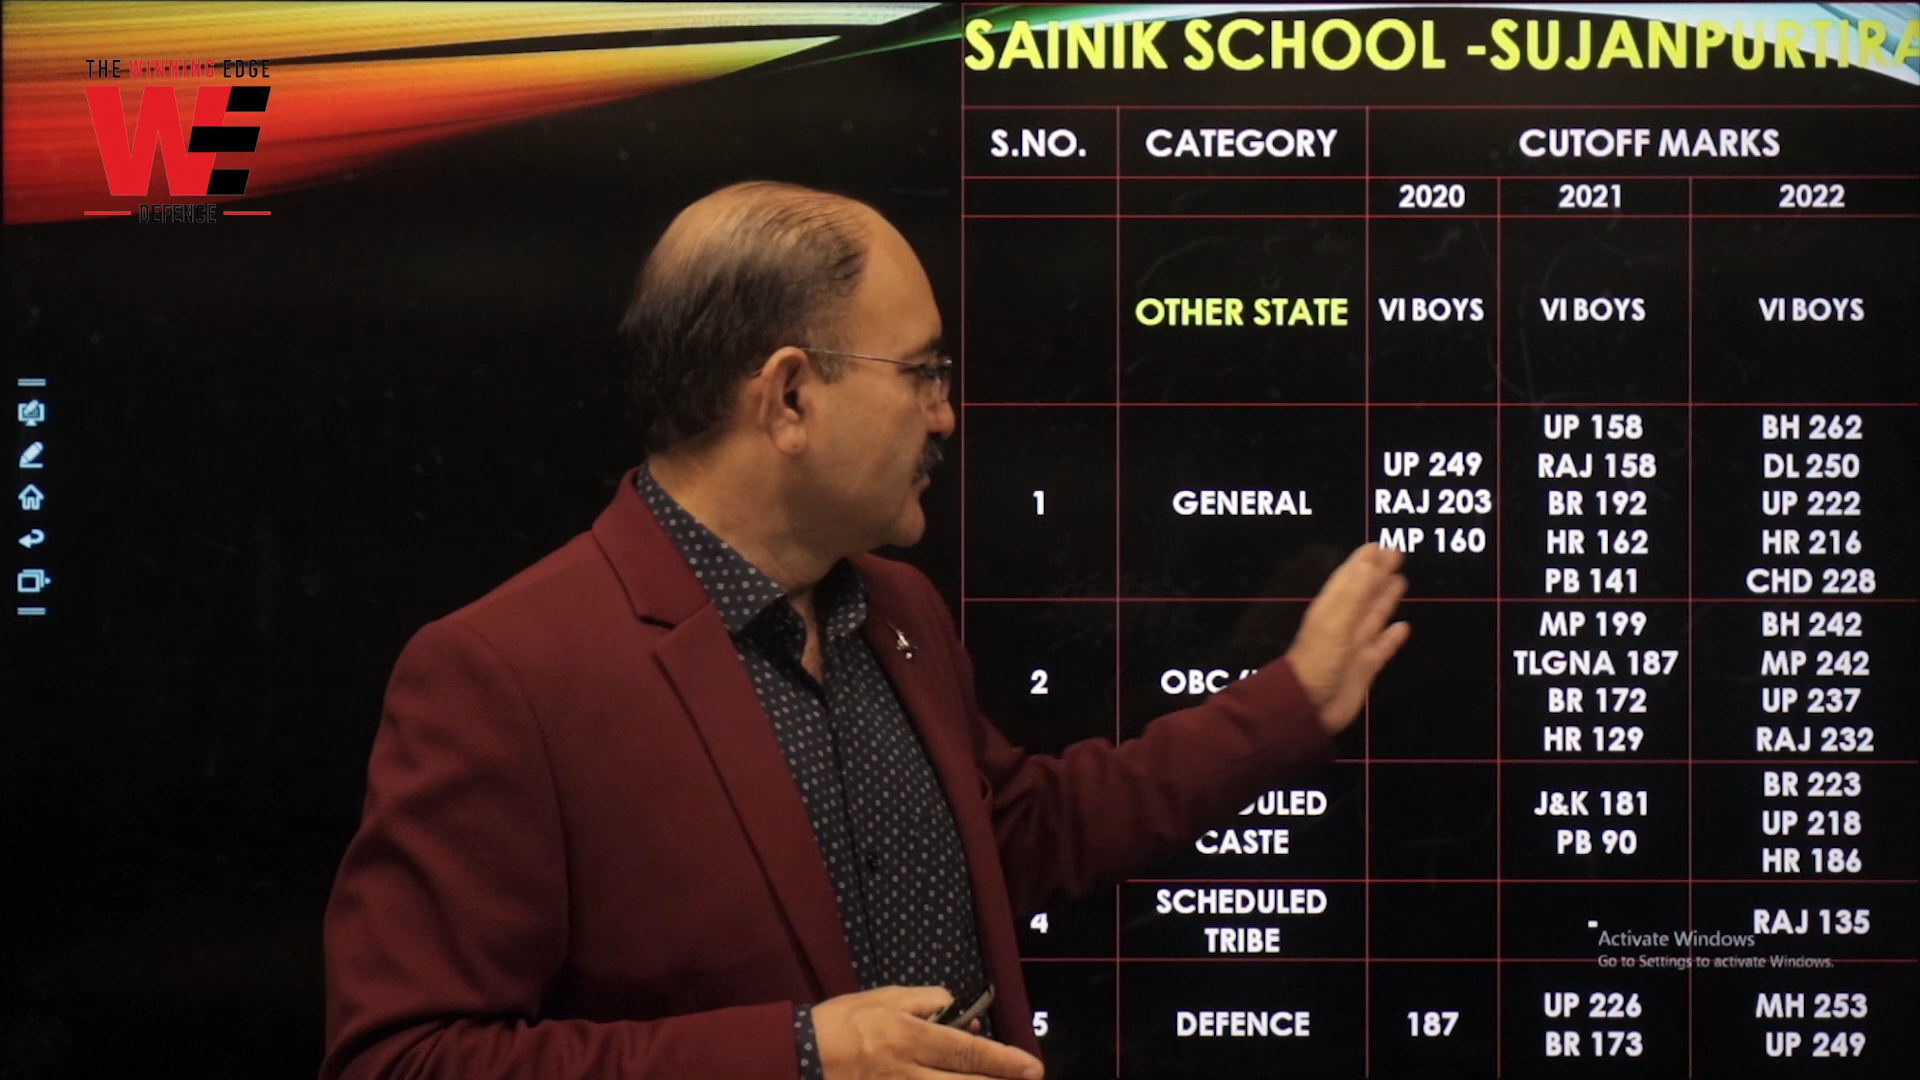 THE WINNING EDGE
WE
DEFENCE
SAINIK SCHOOL -SUJANPURTIRA
S.NO. CATEGORY CUTOFF MARKS
2020 2021 2022
OTHER STATE VI BOYS VI BOYS VI BOYS
1 GENERAL
UP 249
RAJ 203
MP 160
UP 158
RAJ 158
BR 192
HR 162
PB 141
BH 262
DL 250
UP 222
HR 216
CHD 228
2 OBC
MP 199
TLGNA 187
BR 172
HR 129
BH 242
MP 242
UP 237
RAJ 232
CASTE
J&K 181
PB 90
BR 223
UP 218
HR 186
4 SCHEDULED
TRIBE
-
RAJ 135
Activate Windows
Go to Settings to activate Windows.
5 DEFENCE 187
UP 226
BR 173
MH 253
UP 249